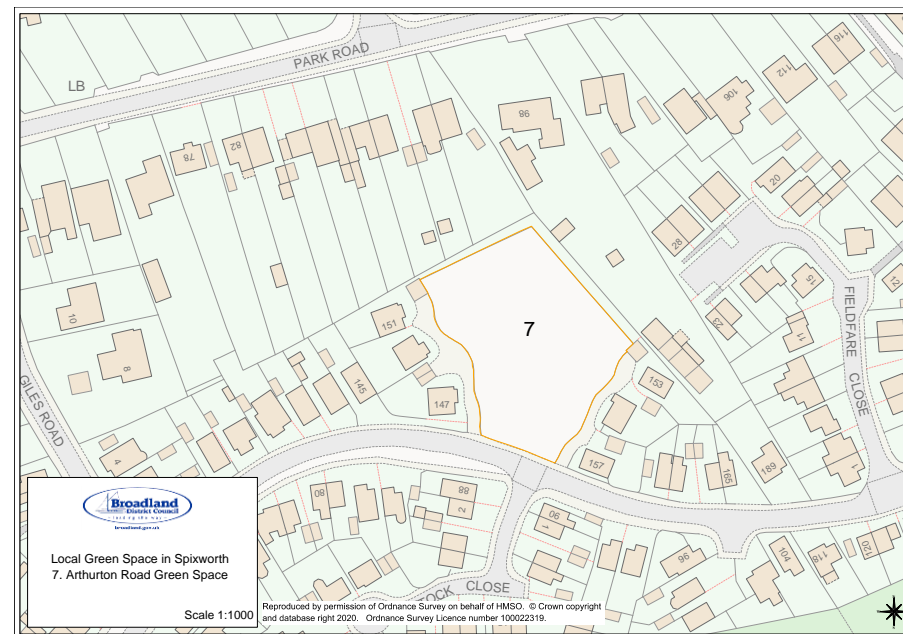 PARK ROAD
LB
116
112
106
98
82
78
20
28
15
12
10
8
151
7
23
11
FIELDFARE CLOSE
GILES ROAD
145
147
153
4
157
165
189
1
80
88
2
90
1
96
104
118
120
TOCK CLOSE
Broadland
District Council
broadland.gov.uk
Local Green Space in Spixworth
7. Arthurton Road Green Space
Scale 1:1000
Reproduced by permission of Ordnance Survey on behalf of HMSO. © Crown copyright
and database right 2020. Ordnance Survey Licence number 100022319.